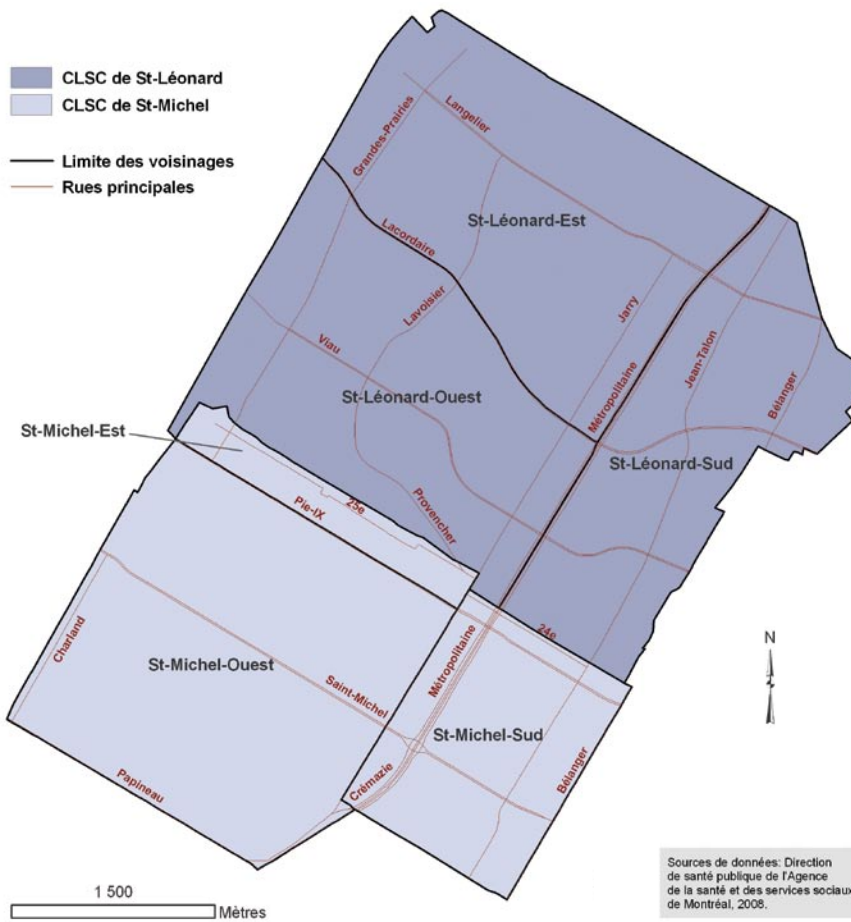 CLSC de St-Léonard
CLSC de St-Michel
Limite des voisinages
Rues principales
Langelier
Grandes-Prairies
St-Léonard-Est
Lacordaire
Lavoisier
Jarry
Viau
Métropolitaine
Jean-Talon
St-Léonard-Ouest
Bélanger
St-Michel-Est
St-Léonard-Sud
25e
Pie-IX
Provencher
N
24e
Charland
St-Michel-Ouest
Métropolitaine
Saint-Michel
St-Michel-Sud
Papineau
Crémazie
Bélanger
Sources de données: Direction
de santé publique de l'Agence
de la santé et des services sociaux
de Montréal, 2008.
1 500
Mètres